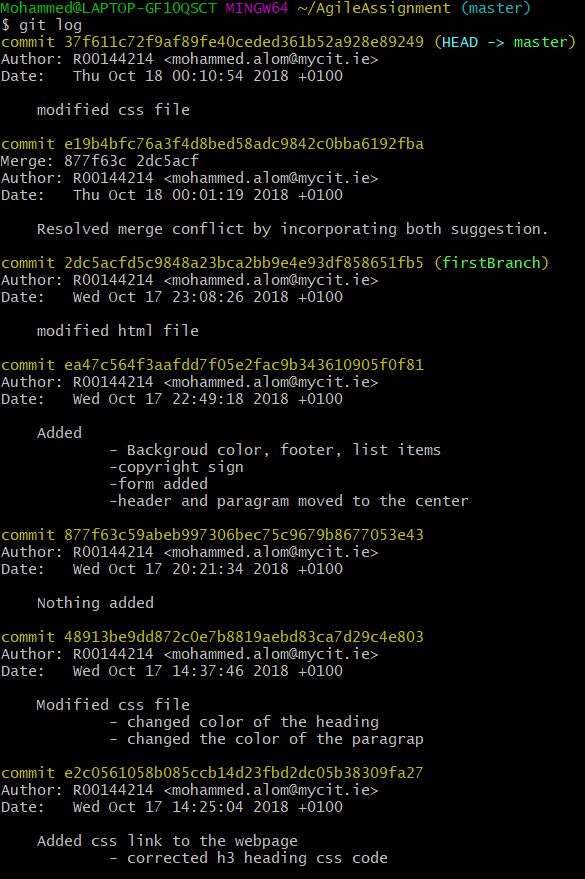 Mohammed@LAPTOP-GF10QSCT MINGW64 ~/AgileAssignment (master)
$ git log
commit 37f611c72f9af89fe40ceded361b52a928e89249 (HEAD -> master)
Author: R00144214 <mohammed.alom@mycit.ie>
Date:   Thu Oct 18 00:10:54 2018 +0100

    modified css file

commit e19b4bfc76a3f4d8bed58adc9842c0bba6192fba
Merge: 877f63c 2dc5acf
Author: R00144214 <mohammed.alom@mycit.ie>
Date:   Thu Oct 18 00:01:19 2018 +0100

    Resolved merge conflict by incorporating both suggestion.

commit 2dc5acfd5c9848a23bca2bb9e4e93df858651fb5 (firstBranch)
Author: R00144214 <mohammed.alom@mycit.ie>
Date:   Wed Oct 17 23:08:26 2018 +0100

    modified html file

commit ea47c564f3aafdd7f05e2fac9b343610905f0f81
Author: R00144214 <mohammed.alom@mycit.ie>
Date:   Wed Oct 17 22:49:18 2018 +0100

    Added
            - Backgroud color, footer, list items
            -copyright sign
            -form added
            -header and paragram moved to the center

commit 877f63c59abeb997306bec75c9679b8677053e43
Author: R00144214 <mohammed.alom@mycit.ie>
Date:   Wed Oct 17 20:21:34 2018 +0100

    Nothing added

commit 48913be9dd872c0e7b8819aebd83ca7d29c4e803
Author: R00144214 <mohammed.alom@mycit.ie>
Date:   Wed Oct 17 14:37:46 2018 +0100

    Modified css file
            - changed color of the heading
            - changed the color of the paragrap

commit e2c0561058b085ccb14d23fbd2dc05b38309fa27
Author: R00144214 <mohammed.alom@mycit.ie>
Date:   Wed Oct 17 14:25:04 2018 +0100

    Added css link to the webpage
            - corrected h3 heading css code